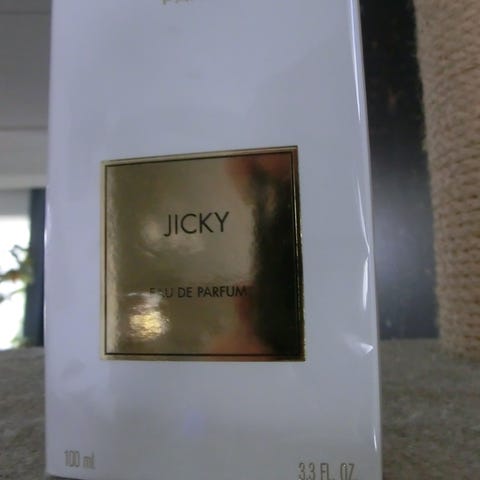 JICKY
EAU DE PARFUM
100 ml
3.3 FL. OZ.